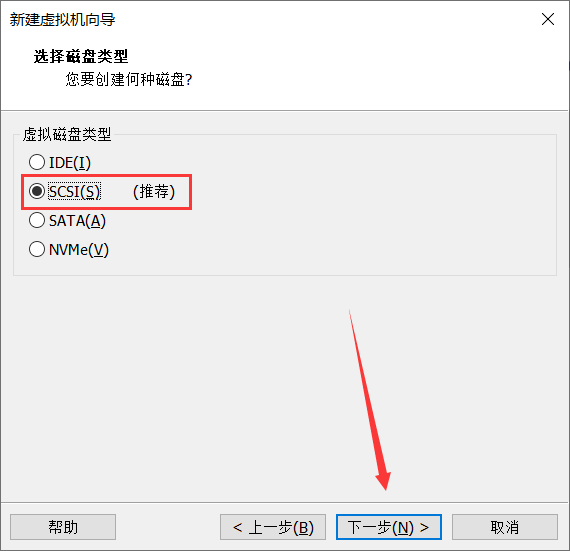 新建虚拟机向导
选择磁盘类型
您要创建何种磁盘?
虚拟磁盘类型
IDE(I)
SCSI(S) (推荐)
SATA(A)
NVMe(V)
帮助 < 上一步(B) 下一步(N) > 取消